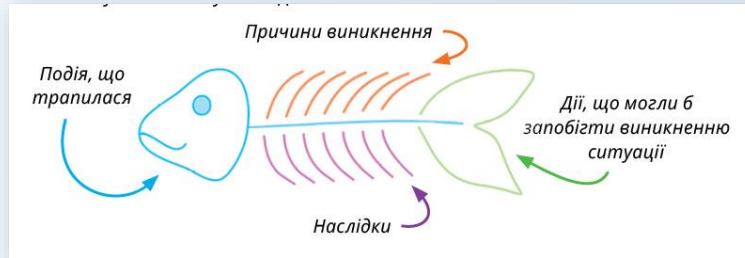 Причини виникнення
Подія, що
трапилася
Дії, що могли б
запобігти виникненню
ситуації
Наслідки